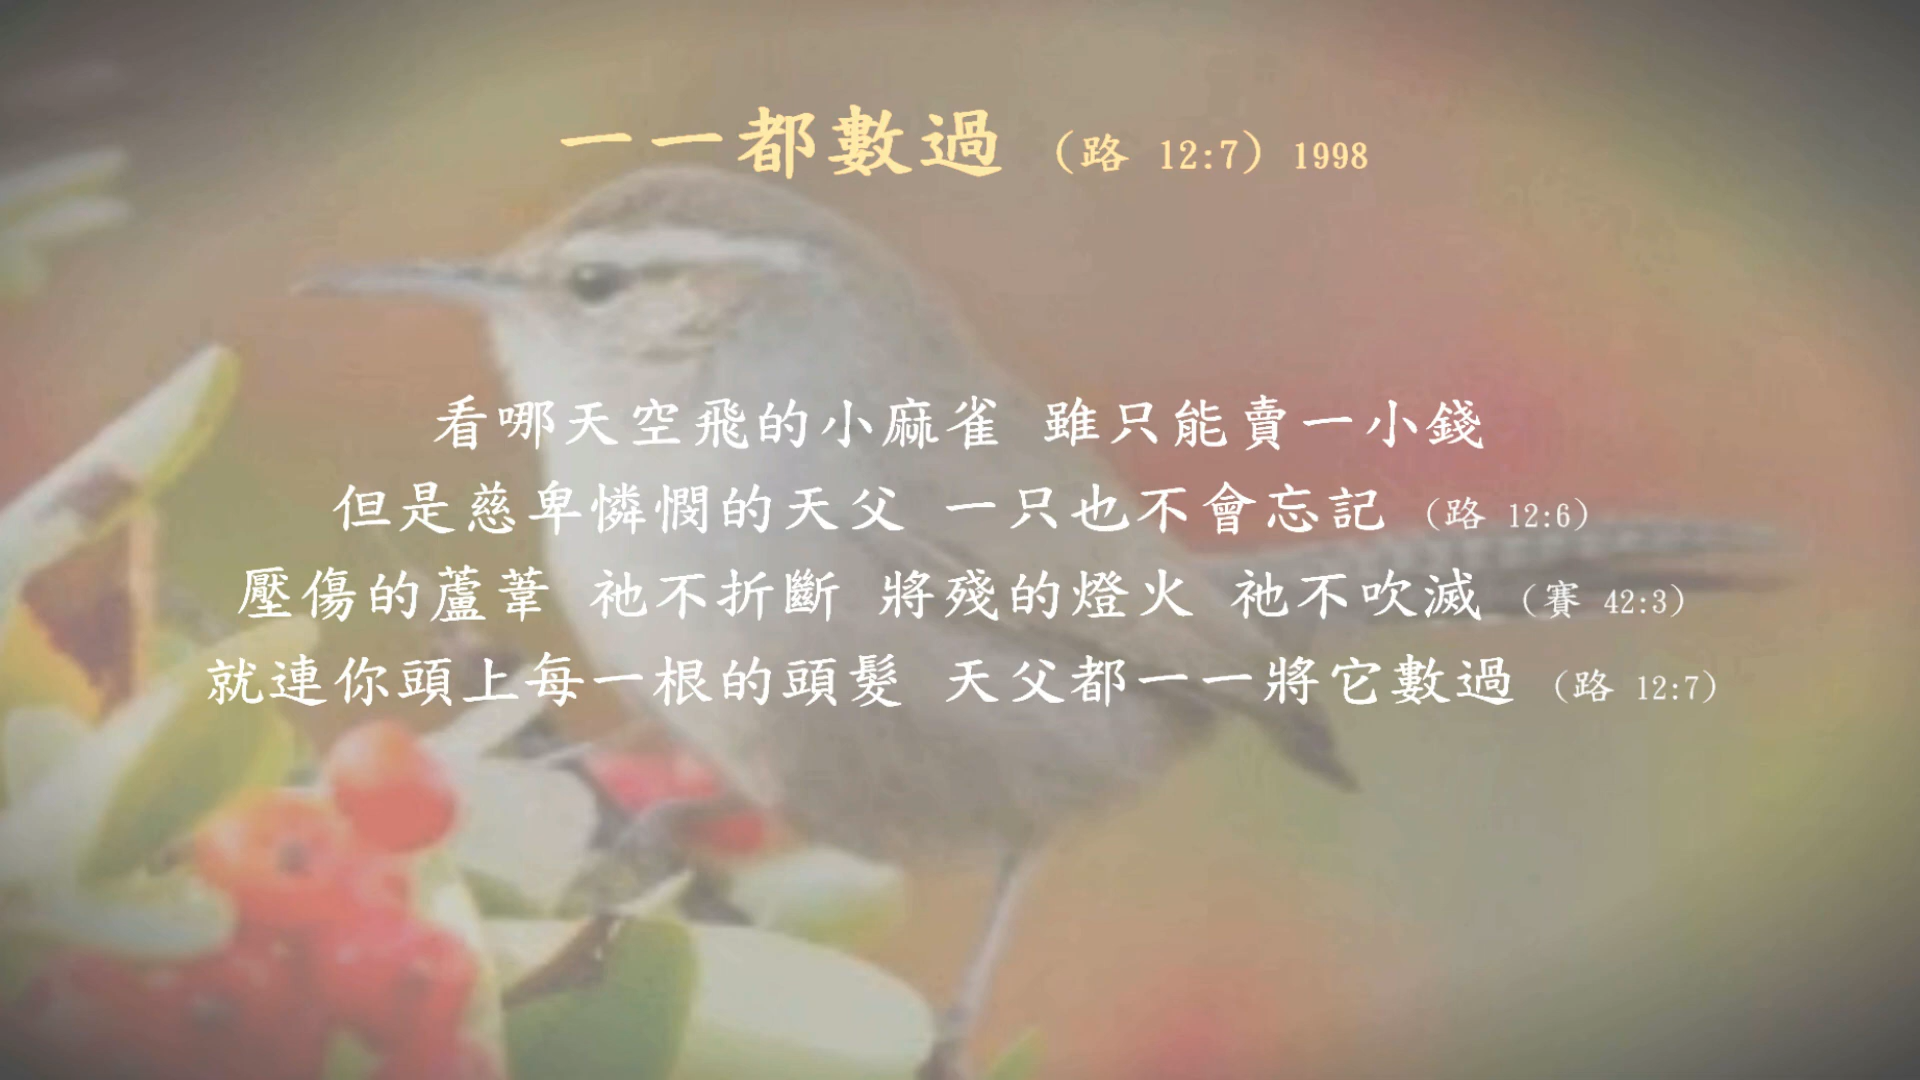 一一都數過 (路 12:7) 1998
看哪天空飛的小麻雀 雖只能賣一小錢
但是慈卑憐憫的天父 一只也不會忘記 (路 12:6)
壓傷的蘆葦 祂不折斷 將殘的燈火 祂不吹滅 (賽 42:3)
就連你頭上每一根的頭髮 天父都一一將它數過 (路 12:7)